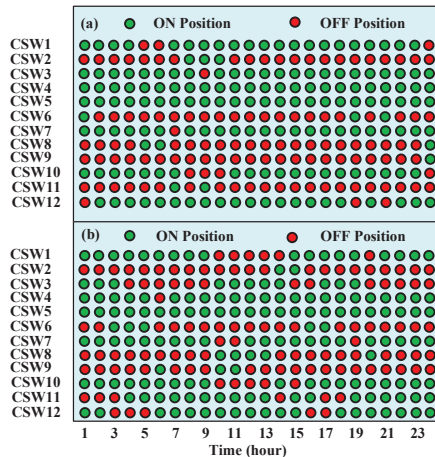 (a) ON Position OFF Position
CSW1
CSW2
CSW3
CSW4
CSW5
CSW6
CSW7
CSW8
CSW9
CSW10
CSW11
CSW12
(b) ON Position OFF Position
CSW1
CSW2
CSW3
CSW4
CSW5
CSW6
CSW7
CSW8
CSW9
CSW10
CSW11
CSW12
1 3 5 7 9 11 13 15 17 19 21 23
Time (hour)